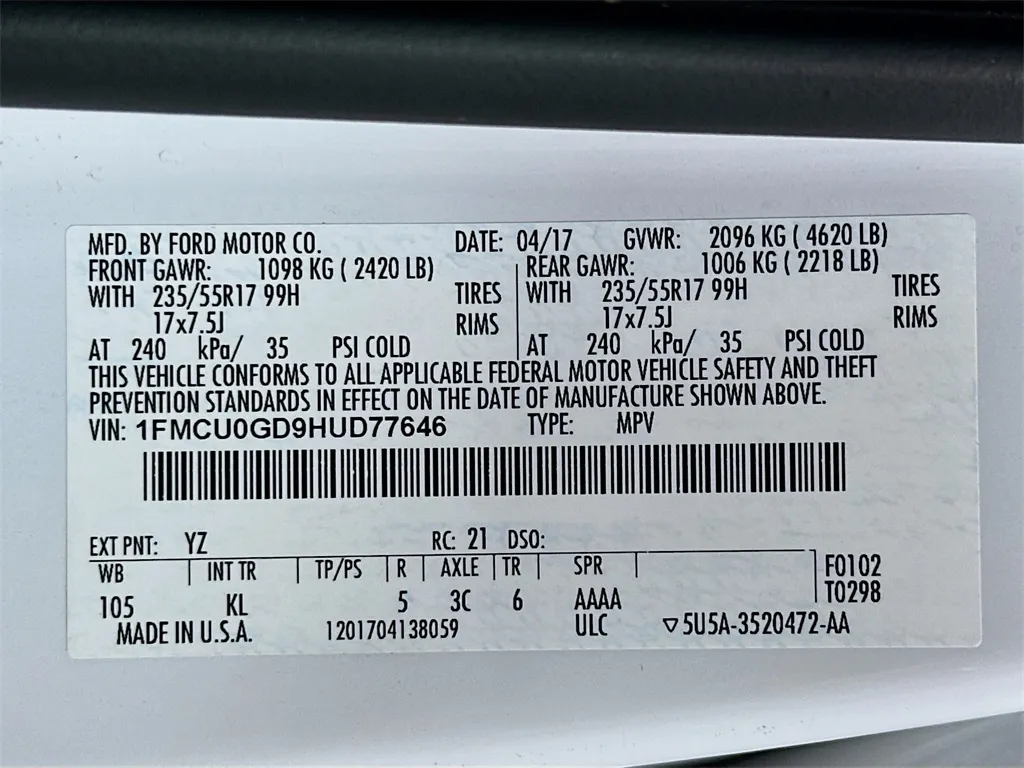 MFD. BY FORD MOTOR CO. DATE: 04/17 GVWR: 2096 KG ( 4620 LB)
FRONT GAWR: 1098 KG ( 2420 LB) REAR GAWR: 1006 KG ( 2218 LB)
WITH 235/55R17 99H TIRES WITH 235/55R17 99H TIRES
17x7.5J RIMS 17x7.5J RIMS
AT 240 kPa/ 35 PSI COLD AT 240 kPa/ 35 PSI COLD
THIS VEHICLE CONFORMS TO ALL APPLICABLE FEDERAL MOTOR VEHICLE SAFETY AND THEFT
PREVENTION STANDARDS IN EFFECT ON THE DATE OF MANUFACTURE SHOWN ABOVE.
VIN: 1FMCU0GD9HUD77646 TYPE: MPV
EXT PNT: YZ RC: 21 DSO:
WB INT TR TP/PS R AXLE TR SPR F0102
105 KL 5 3C 6 AAAA T0298
MADE IN U.S.A. 1201704138059 ULC ▽5U5A-3520472-AA